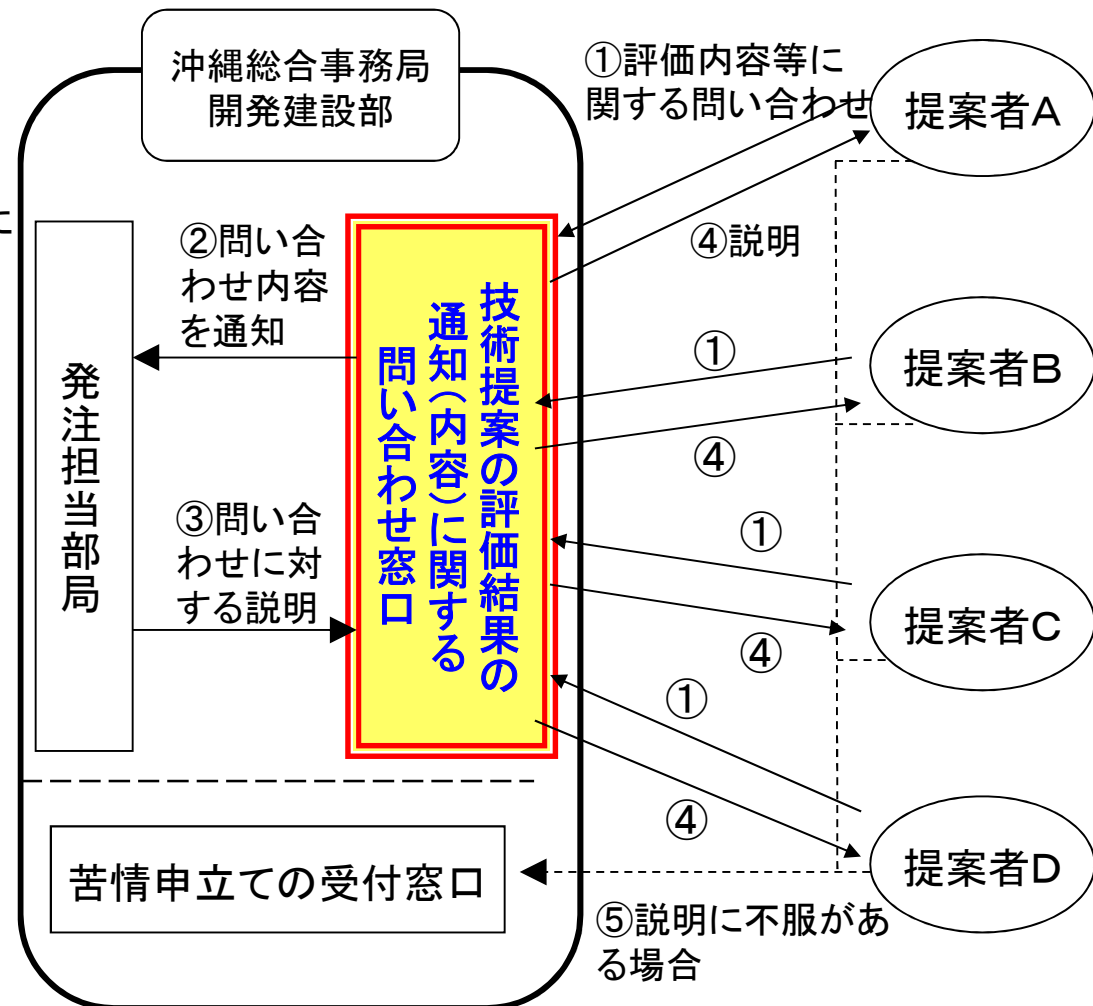 沖縄総合事務局
開発建設部
①評価内容等に
関する問い合わせ
提案者A
に
②問い合
わせ内容
を通知
④説明
技術提案の評価結果の
通知(内容)に関する
問い合わせ窓口
発注担当部局
①
提案者B
④
③問い合
わせに対
する説明
①
提案者C
④
①
④
提案者D
苦情申立ての受付窓口
⑤説明に不服があ
る場合